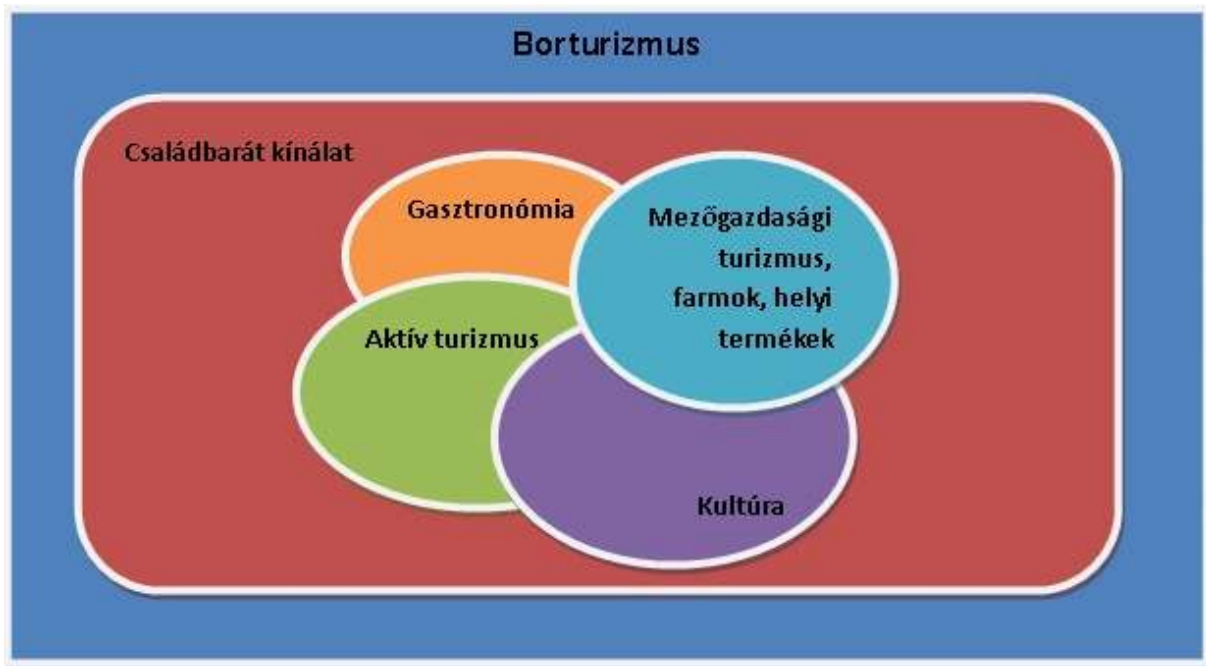 Borturizmus
Családbarát kínálat
Gasztronómia
Mezőgazdasági
turizmus,
farmok, helyi
termékek
Aktív turizmus
Kultúra